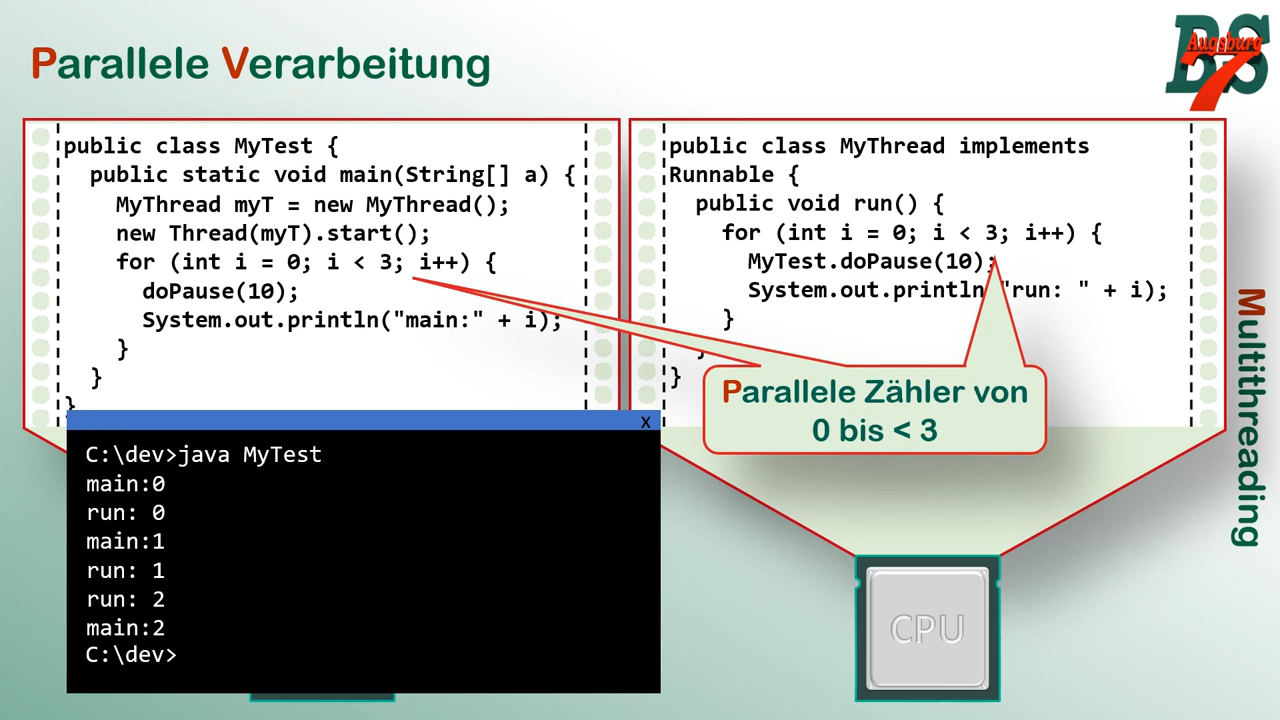 Parallele Verarbeitung
BS
Augsburg
7
public class MyTest {
public static void main(String[] a) {
MyThread myT = new MyThread();
new Thread(myT).start();
for (int i = 0; i < 3; i++) {
doPause(10);
System.out.println("main:" + i);
}
}
}
public class MyThread implements
Runnable {
public void run() {
for (int i = 0; i < 3; i++) {
MyTest.doPause(10);
System.out.println "run: " + i);
}
}
}
Parallele Zähler von
0 bis < 3
Multithreading
X
C:\dev>java MyTest
main:0
run: 0
main:1
run: 1
run: 2
main:2
C:\dev>
CPU